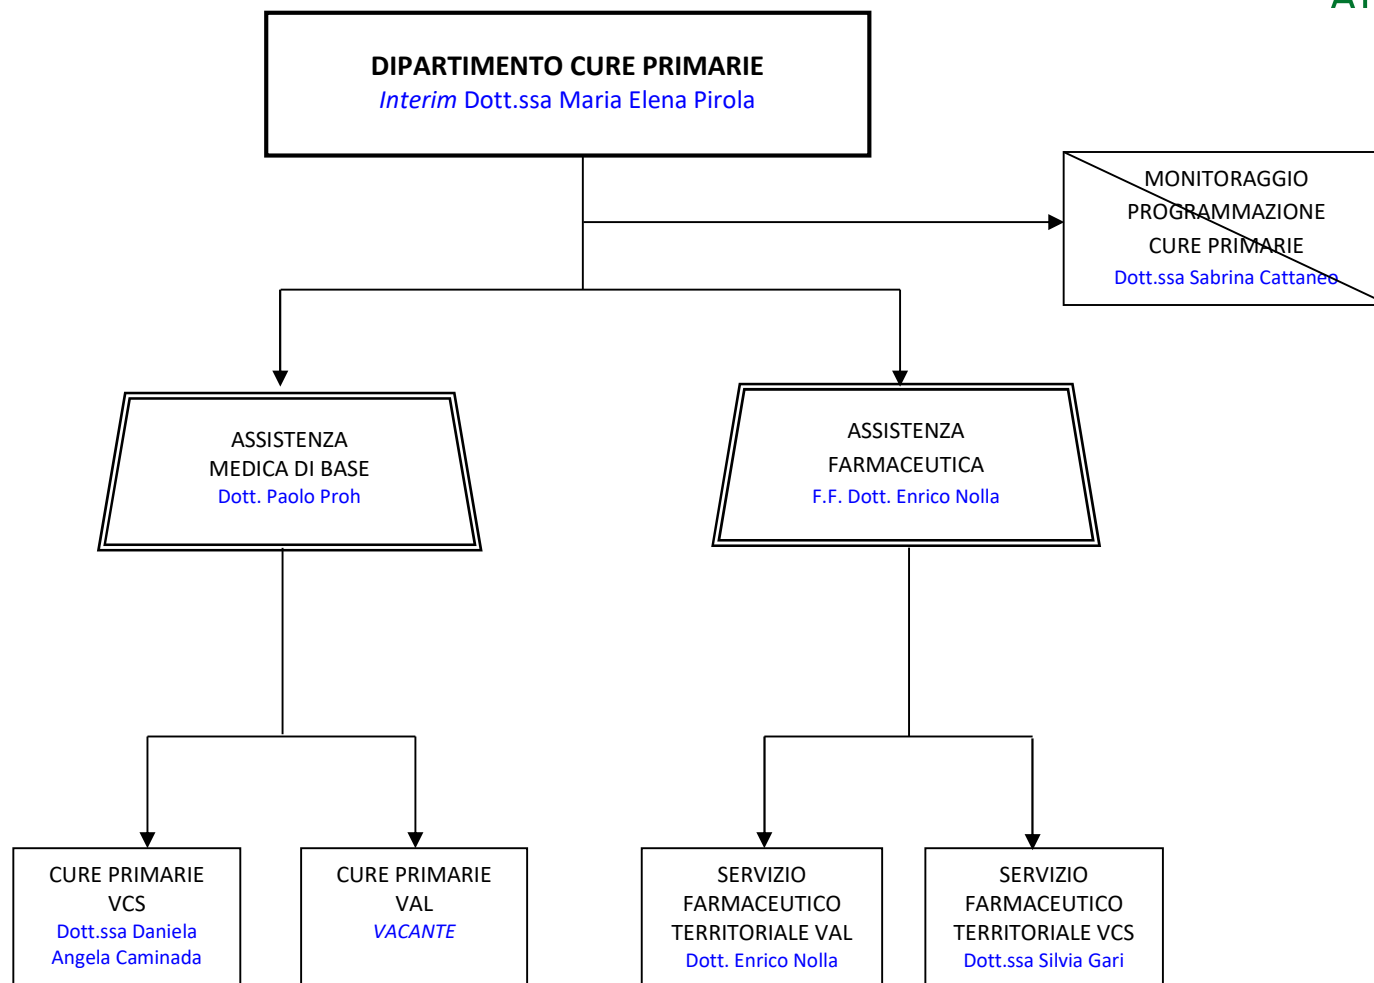 DIPARTIMENTO CURE PRIMARIE
Interim Dott.ssa Maria Elena Pirola
MONITORAGGIO
PROGRAMMAZIONE
CURE PRIMARIE
Dott.ssa Sabrina Cattaneo
ASSISTENZA
MEDICA DI BASE
Dott. Paolo Proh
ASSISTENZA
FARMACEUTICA
F.F. Dott. Enrico Nolla
CURE PRIMARIE
VCS
Dott.ssa Daniela
Angela Caminada
CURE PRIMARIE
VAL
VACANTE
SERVIZIO
FARMACEUTICO
TERRITORIALE VAL
Dott. Enrico Nolla
SERVIZIO
FARMACEUTICO
TERRITORIALE VCS
Dott.ssa Silvia Gari